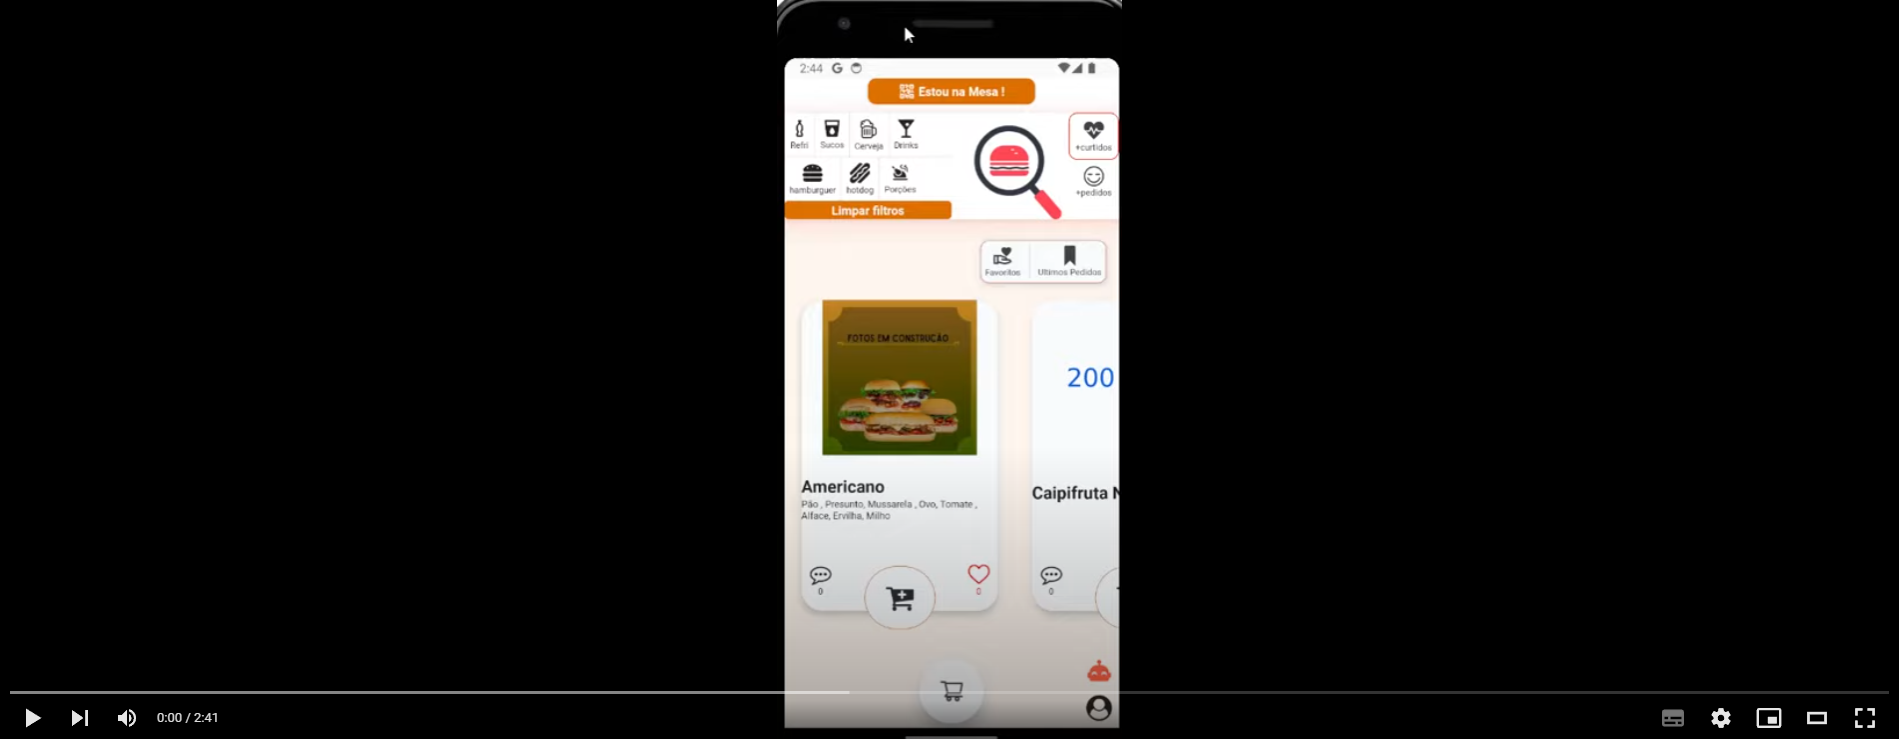 2:44
Estou na Mesa !
Refri Sucos Cerveja Drinks
+curtidos
hamburguer hotdog Porções
+pedidos
Limpar filtros
Favoritos Ultimos Pedidos
FOTOS EM CONSTRUÇÃO
200
Americano
Caipifruta N
Pão , Presunto, Mussarela , Ovo, Tomate ,
Alface, Ervilha, Milho
0 0 0
0:00 / 2:41